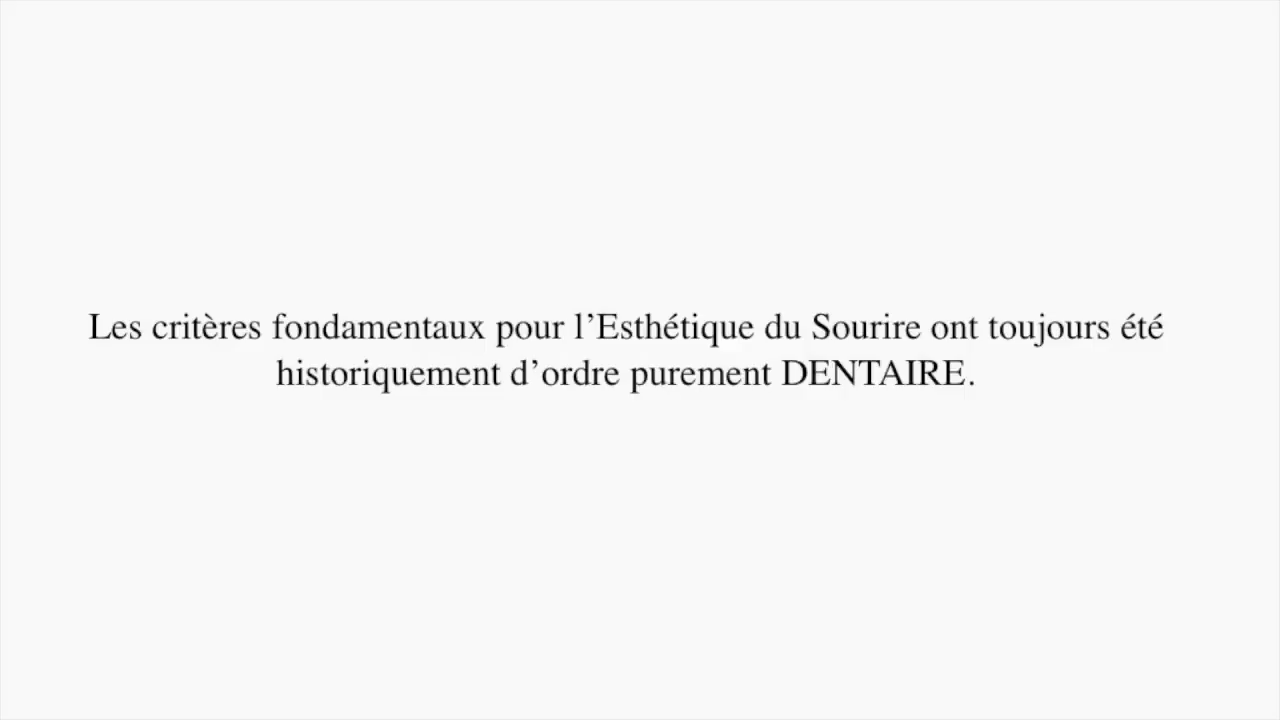 Les critères fondamentaux pour l’Esthétique du Sourire ont toujours été
historiquement d’ordre purement DENTAIRE.